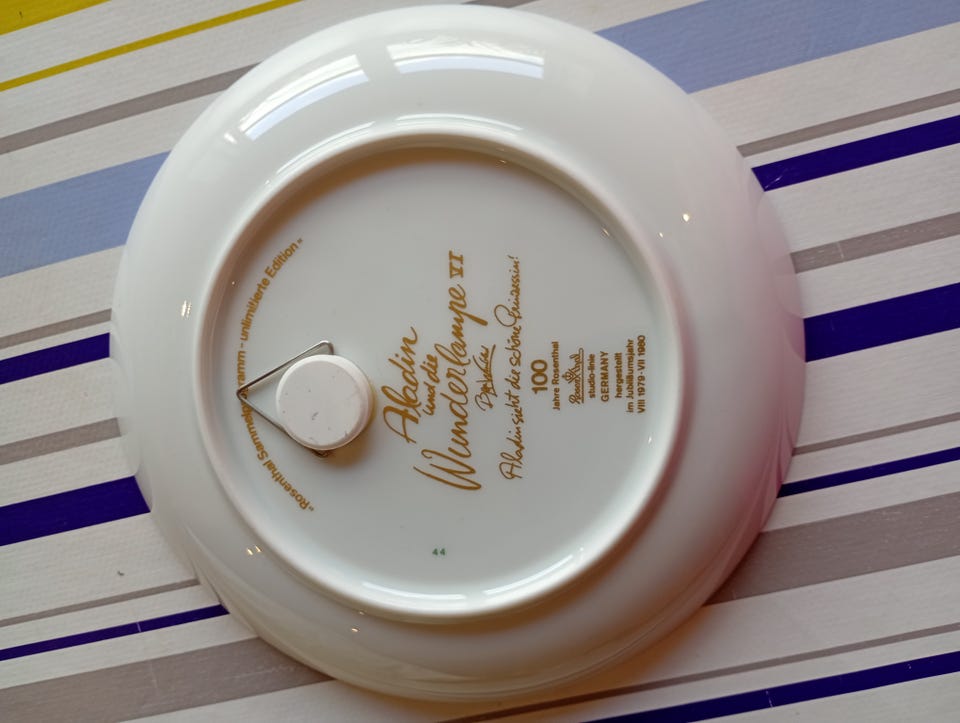 "Rosenthal Sammelprogramm - unlimitierte Edition"
Aladin
und die
Wunderlampe VI
Aladin sieht die schöne Prinzessin!
100
Jahre Rosenthal
Rosenthal
studio-linie
GERMANY
hergestellt
im Jubiläumsjahr
VIII 1979 - VII 1980
44